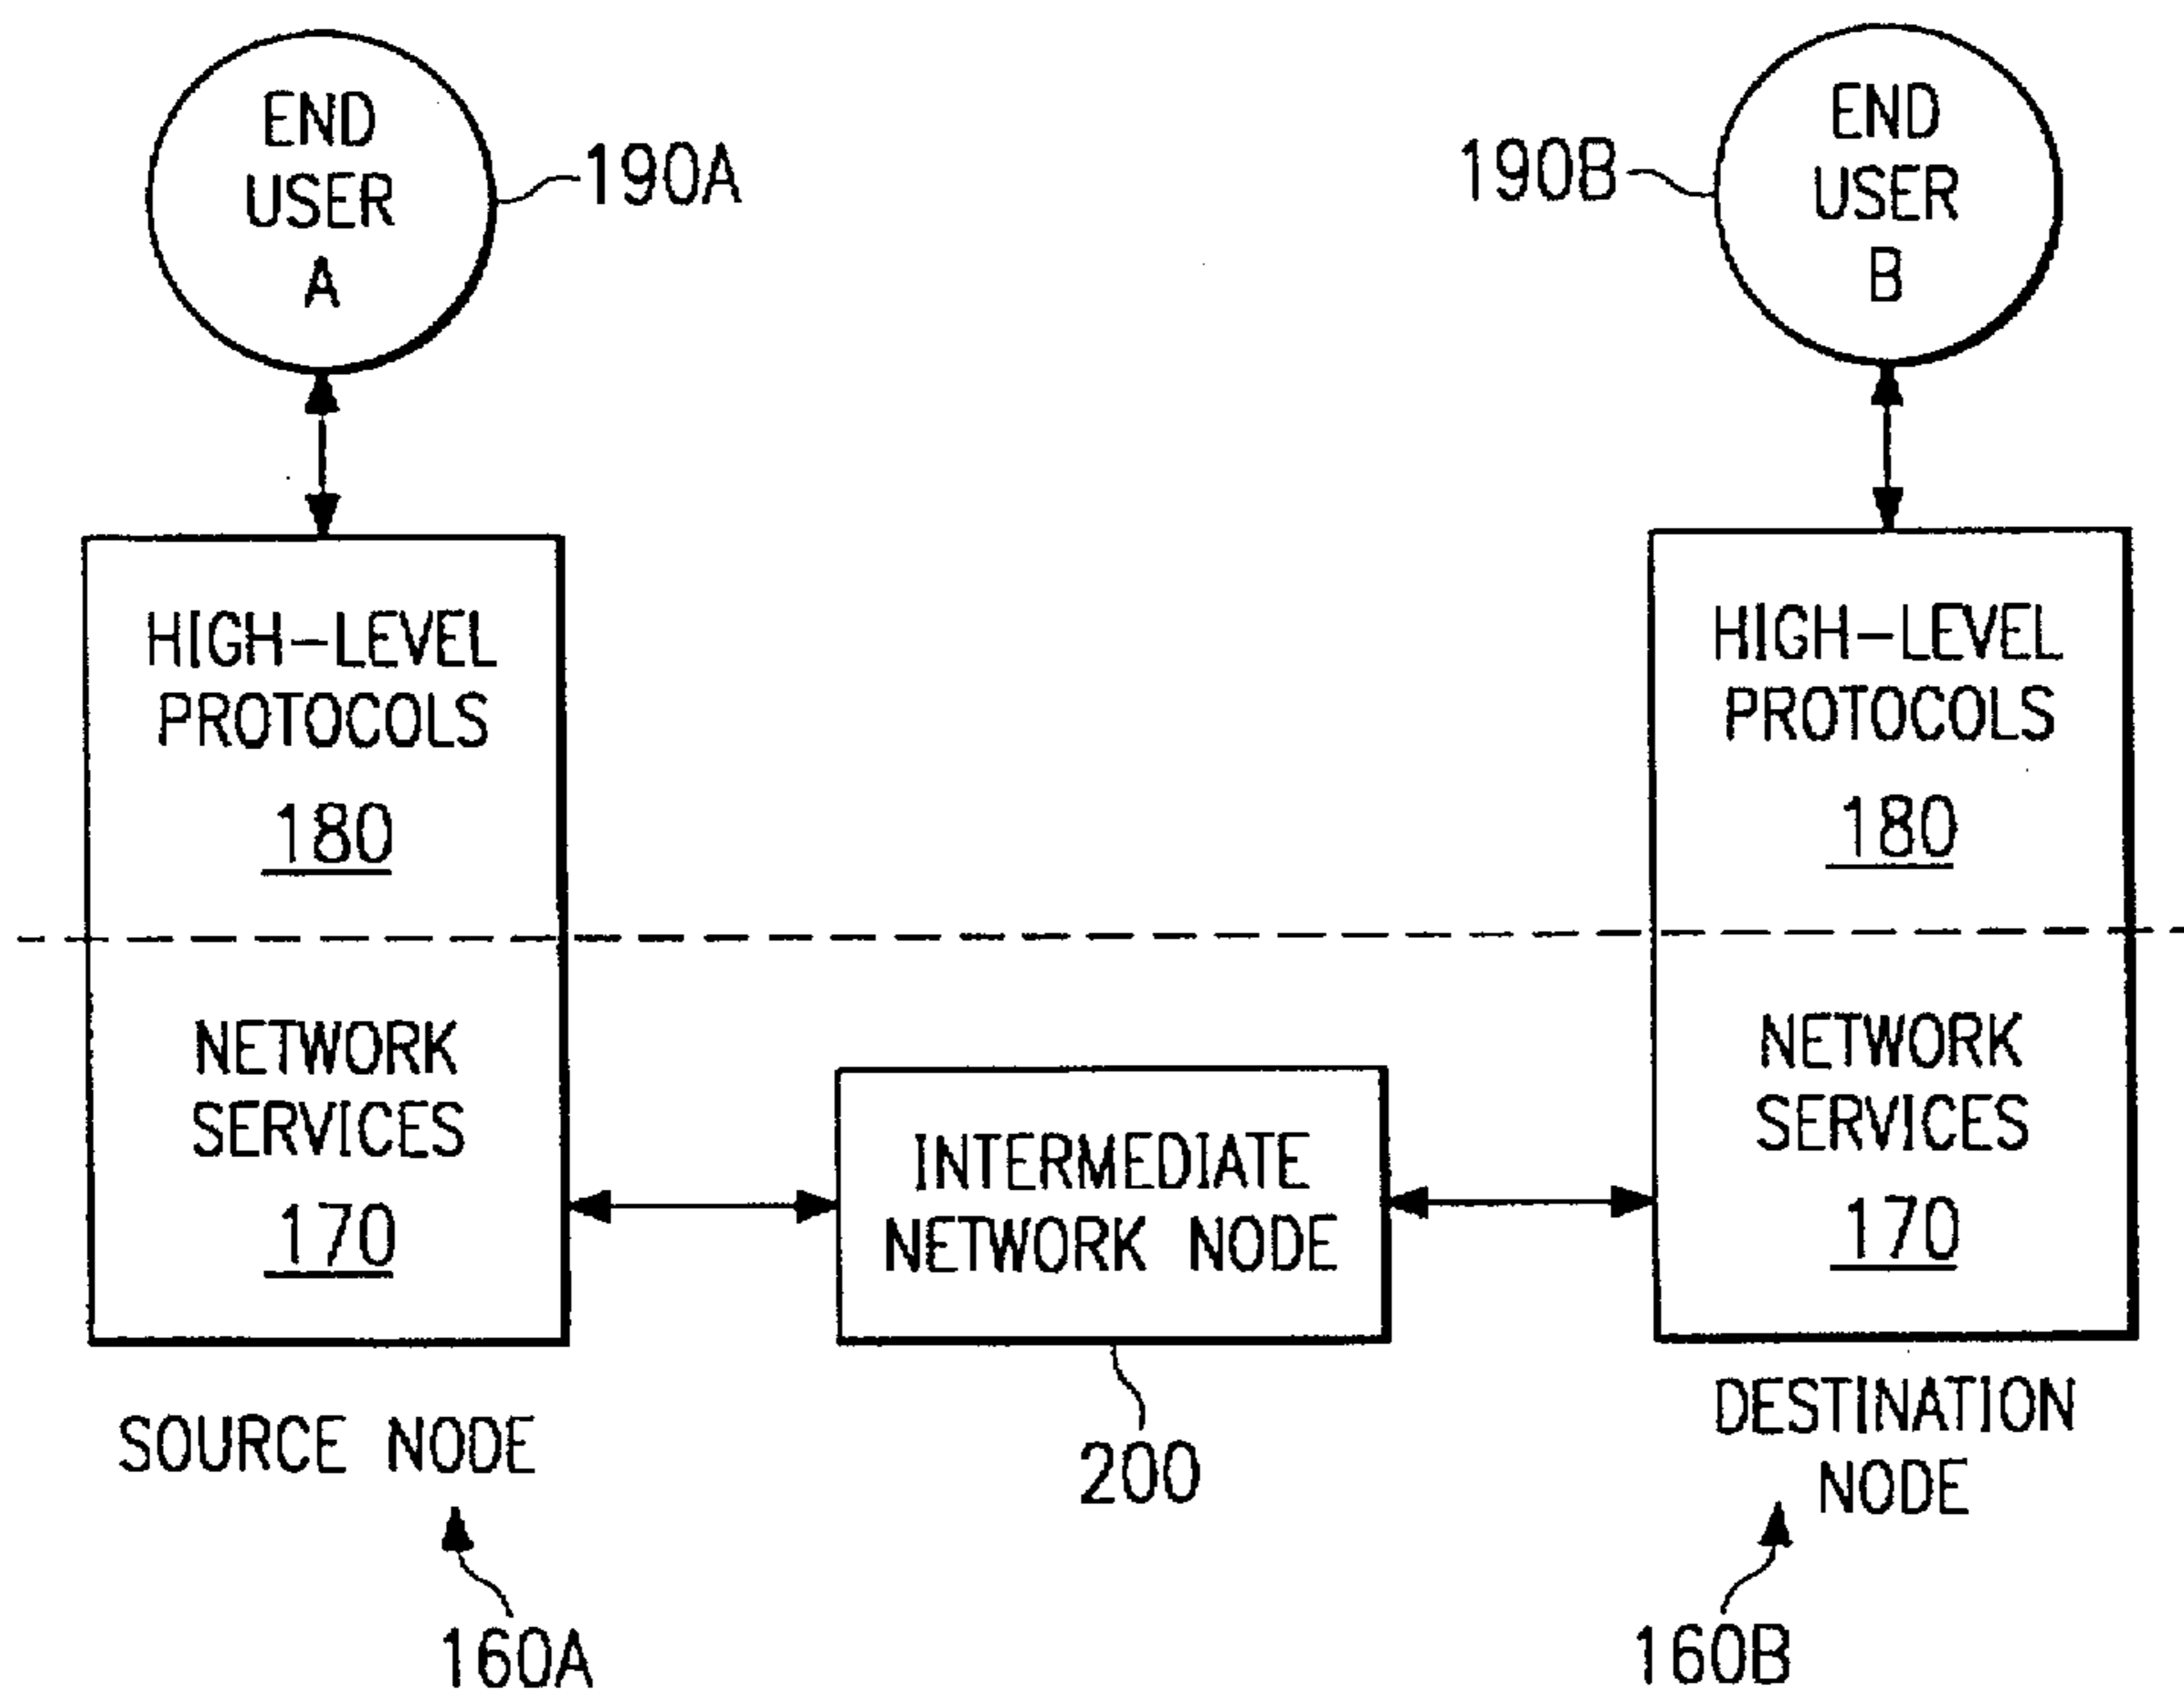 END
USER
A
190A
190B
END
USER
B
HIGH-LEVEL
PROTOCOLS
180
HIGH-LEVEL
PROTOCOLS
180
NETWORK
SERVICES
170
INTERMEDIATE
NETWORK NODE
200
NETWORK
SERVICES
170
SOURCE NODE
160A
DESTINATION
NODE
160B